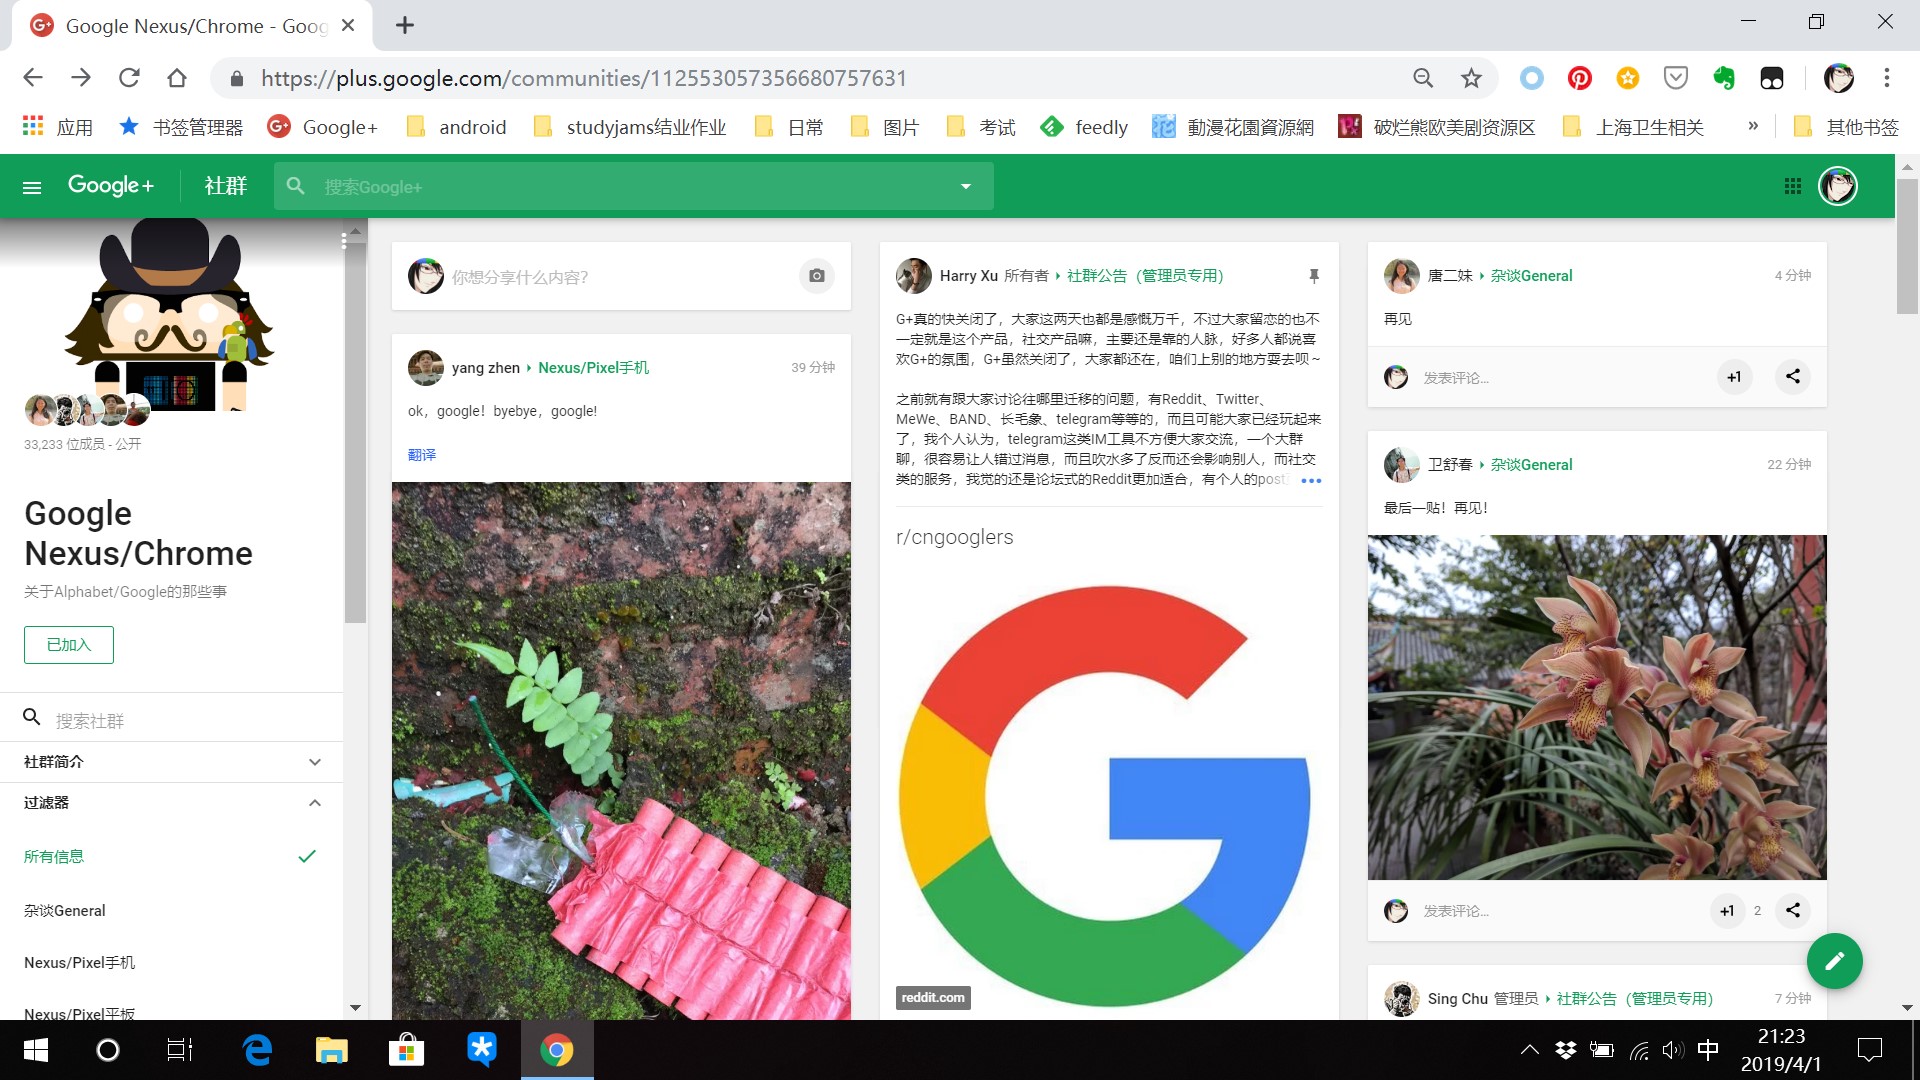 Google Nexus/Chrome - Goog
https://plus.google.com/communities/112553057356680757631
应用
书签管理器
Google+
android
studyjams结业作业
日常
图片
考试
feedly
動漫花園資源網
破烂熊欧美剧资源区
上海卫生相关
»
其他书签
Google+
社群
搜索Google+
33,233 位成员 - 公开
Google
Nexus/Chrome
关于Alphabet/Google的那些事
已加入
搜索社群
社群简介
过滤器
所有信息
杂谈General
Nexus/Pixel手机
Nexus/Pixel平板
你想分享什么内容？
yang zhen
Nexus/Pixel手机
39 分钟
ok，google！byebye，google!
翻译
Harry Xu 所有者
社群公告（管理员专用）
G+真的快关闭了，大家这两天也都是感慨万千，不过大家留恋的也不
一定就是这个产品，社交产品嘛，主要还是靠的人脉，好多人都说喜
欢G+的氛围，G+虽然关闭了，大家都还在，咱们上别的地方耍去呗～
之前就有跟大家讨论往哪里迁移的问题，有Reddit、Twitter、
MeWe、BAND、长毛象、telegram等等的，而且可能大家已经玩起来
了，我个人认为，telegram这类IM工具不方便大家交流，一个大群
聊，很容易让人错过消息，而且吹水多了反而还会影响别人，而社交
类的服务，我觉的还是论坛式的Reddit更加适合，有个人的post
r/cngooglers
reddit.com
唐二妹
杂谈General
4 分钟
再见
发表评论...
+1
卫舒春
杂谈General
22 分钟
最后一贴！再见！
发表评论...
+1
2
Sing Chu 管理员
社群公告（管理员专用）
7 分钟
中
21:23
2019/4/1